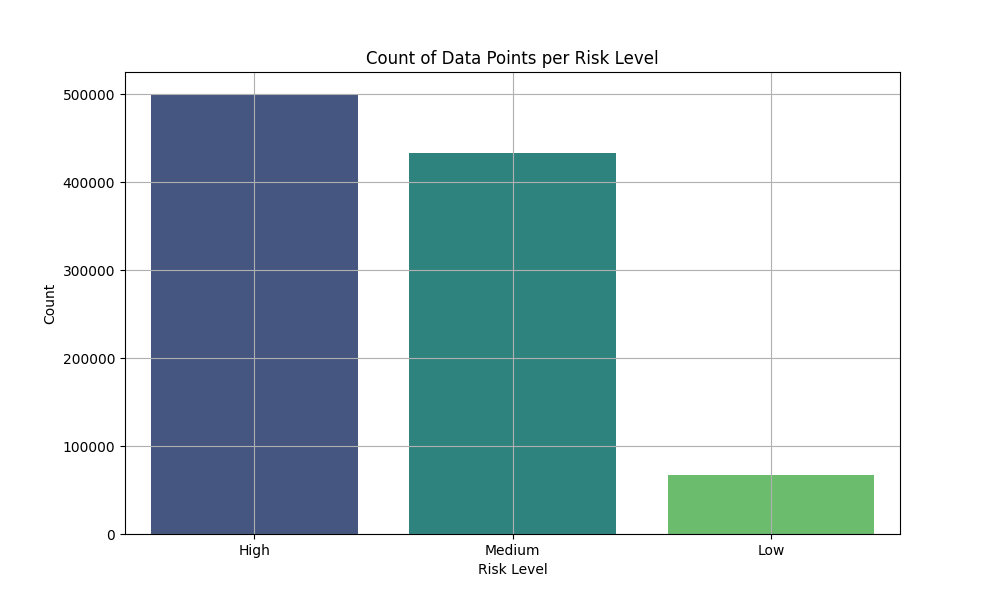 Count of Data Points per Risk Level
500000
400000
300000
200000
100000
0
Count
High Medium Low
Risk Level